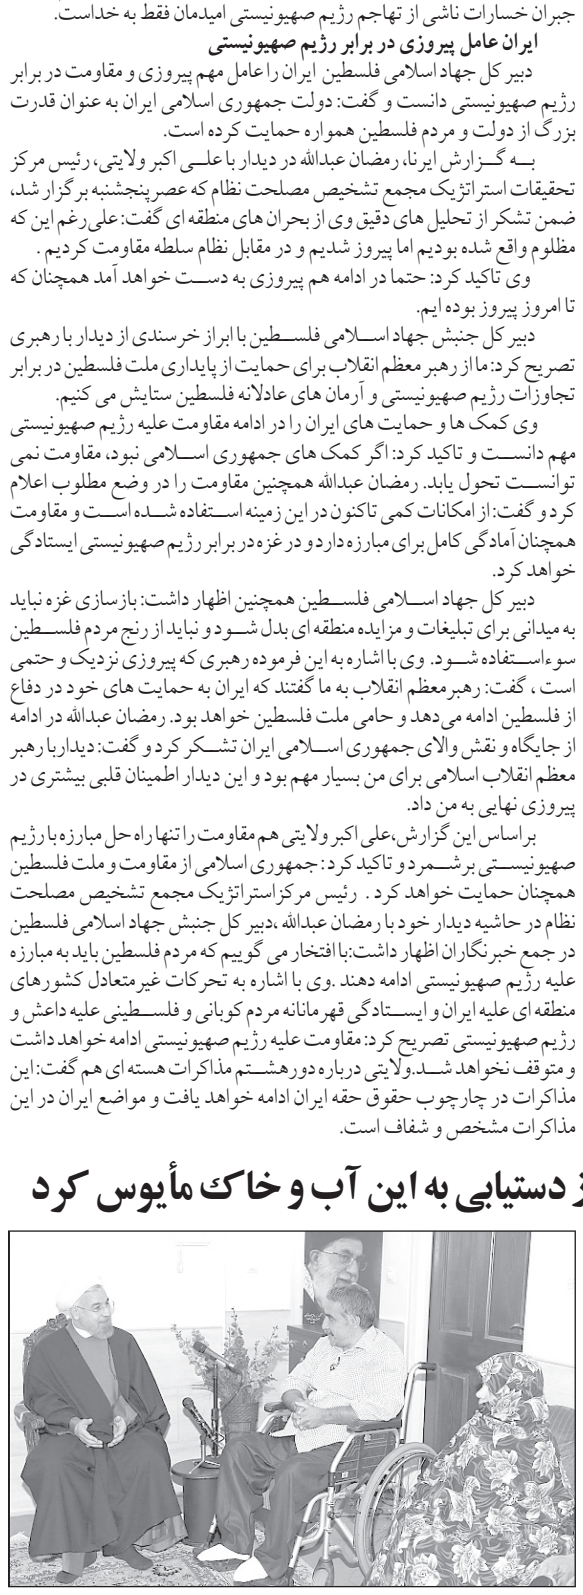 جبران خسارات ناشی از تهاجم رژیم صهیونیستی امیدمان فقط به خداست.
ایران عامل پیروزی در برابر رژیم صهیونیستی
دبیر کل جهاد اسلامی فلسطین ایران را عامل مهم پیروزی و مقاومت در برابر
رژیم صهیونیستی دانست و گفت: دولت جمهوری اسلامی ایران به عنوان قدرت
بزرگ از دولت و مردم فلسطین همواره حمایت کرده است.
به گزارش ایرنا، رمضان عبدالله در دیدار با علی اکبر ولایتی، رئیس مرکز
تحقیقات استراتژیک مجمع تشخیص مصلحت نظام که عصر پنجشنبه برگزار شد،
ضمن تشکر از تحلیل های دقیق وی از بحران های منطقه ای گفت: علی‌رغم این که
مظلوم واقع شده بودیم اما پیروز شدیم و در مقابل نظام سلطه مقاومت کردیم .
وی تاکید کرد: حتما در ادامه هم پیروزی به دست خواهد آمد همچنان که
تا امروز پیروز بوده ایم.
دبیر کل جنبش جهاد اسلامی فلسطین با ابراز خرسندی از دیدار با رهبری
تصریح کرد: ما از رهبر معظم انقلاب برای حمایت از پایداری ملت فلسطین در برابر
تجاوزات رژیم صهیونیستی و آرمان های عادلانه فلسطین ستایش می کنیم.
وی کمک ها و حمایت های ایران را در ادامه مقاومت علیه رژیم صهیونیستی
مهم دانست و تاکید کرد: اگر کمک های جمهوری اسلامی نبود، مقاومت نمی
توانست تحول یابد. رمضان عبدالله همچنین مقاومت را در وضع مطلوب اعلام
کرد و گفت: از امکانات کمی تاکنون در این زمینه استفاده شده است و مقاومت
همچنان آمادگی کامل برای مبارزه دارد و در غزه در برابر رژیم صهیونیستی ایستادگی
خواهد کرد.
دبیر کل جهاد اسلامی فلسطین همچنین اظهار داشت: بازسازی غزه نباید
به میدانی برای تبلیغات و مزایده منطقه ای بدل شود و نباید از رنج مردم فلسطین
سوءاستفاده شود. وی با اشاره به این فرموده رهبری که پیروزی نزدیک و حتمی
است ، گفت: رهبر معظم انقلاب به ما گفتند که ایران به حمایت های خود در دفاع
از فلسطین ادامه می‌دهد و حامی ملت فلسطین خواهد بود. رمضان عبدالله در ادامه
از جایگاه و نقش والای جمهوری اسلامی ایران تشکر کرد و گفت: دیدار با رهبر
معظم انقلاب اسلامی برای من بسیار مهم بود و این دیدار اطمینان قلبی بیشتری در
پیروزی نهایی به من داد.
براساس این گزارش،علی اکبر ولایتی هم مقاومت را تنها راه حل مبارزه با رژیم
صهیونیستی برشمرد و تاکید کرد : جمهوری اسلامی از مقاومت و ملت فلسطین
همچنان حمایت خواهد کرد . رئیس مرکز استراتژیک مجمع تشخیص مصلحت
نظام در حاشیه دیدار خود با رمضان عبدالله ،دبیر کل جنبش جهاد اسلامی فلسطین
در جمع خبرنگاران اظهار داشت:با افتخار می گوییم که مردم فلسطین باید به مبارزه
علیه رژیم صهیونیستی ادامه دهند .وی با اشاره به تحرکات غیرمتعادل کشورهای
منطقه ای علیه ایران و ایستادگی قهرمانانه مردم کوبانی و فلسطینی علیه داعش و
رژیم صهیونیستی تصریح کرد: مقاومت علیه رژیم صهیونیستی ادامه خواهد داشت
و متوقف نخواهد شد.ولایتی درباره دور هشتم مذاکرات هسته ای هم گفت: این
مذاکرات در چارچوب حقوق حقه ایران ادامه خواهد یافت و مواضع ایران در این
مذاکرات مشخص و شفاف است.
ز دستیابی به این آب و خاک مأیوس کرد